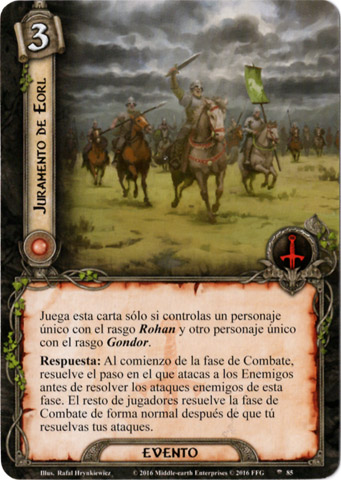 3
JURAMENTO DE EORL
Juega esta carta sólo si controlas un personaje
único con el rasgo Rohan y otro personaje único
con el rasgo Gondor.
Respuesta: Al comienzo de la fase de Combate,
resuelve el paso en el que atacas a los Enemigos
antes de resolver los ataques enemigos de esta
fase. El resto de jugadores resuelve la fase de
Combate de forma normal después de que tú
resuelvas tus ataques.
EVENTO
Illus. Rafal Hrynkiewicz © 2016 Middle-earth Enterprises © 2016 FFG 85